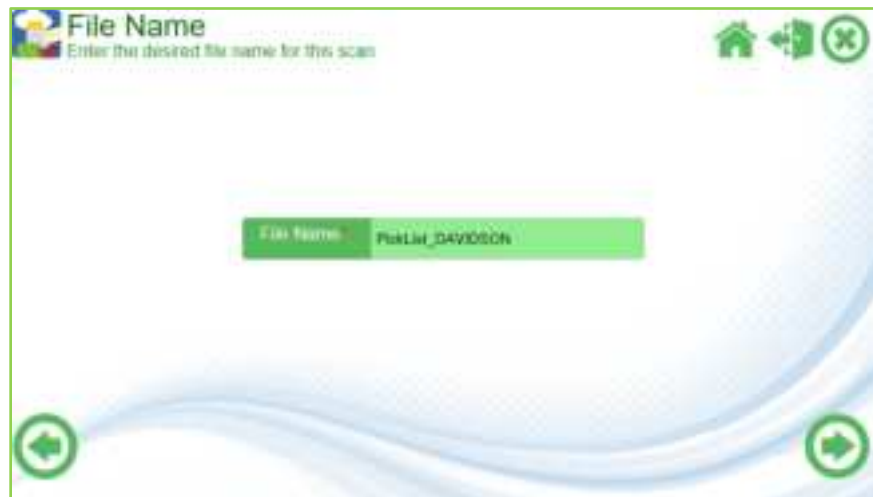 File Name
Enter the desired file name for this scan
File Name
PickList_DAVIDSON